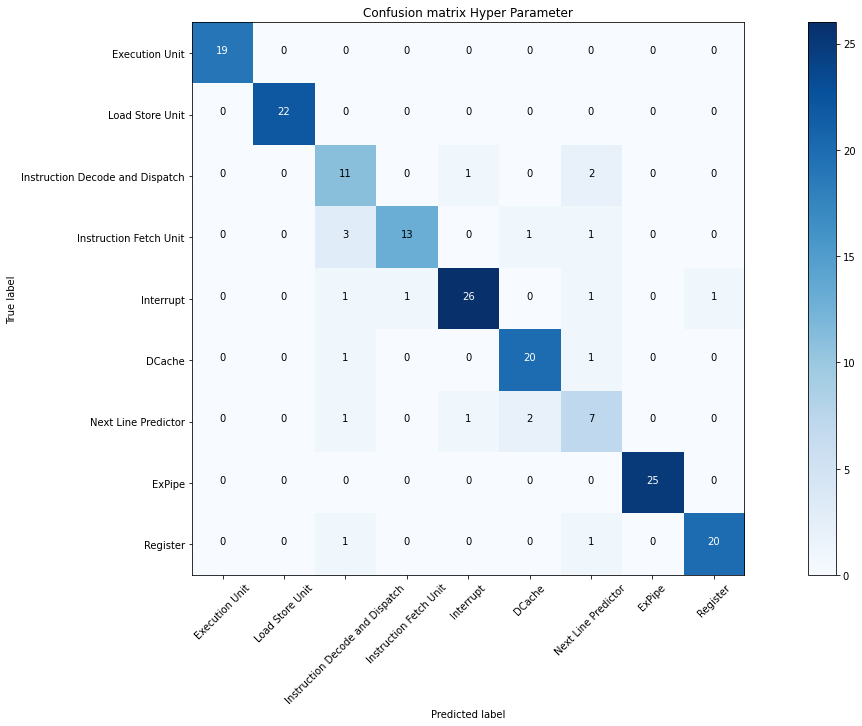 Confusion matrix Hyper Parameter
True label
Execution Unit 19 0 0 0 0 0 0 0 0
Load Store Unit 0 22 0 0 0 0 0 0 0
Instruction Decode and Dispatch 0 0 11 0 1 0 2 0 0
Instruction Fetch Unit 0 0 3 13 0 1 1 0 0
Interrupt 0 0 1 1 26 0 1 0 1
DCache 0 0 1 0 0 20 1 0 0
Next Line Predictor 0 0 1 0 1 2 7 0 0
ExPipe 0 0 0 0 0 0 0 25 0
Register 0 0 1 0 0 0 1 0 20
Execution Unit
Load Store Unit
Instruction Decode and Dispatch
Instruction Fetch Unit
Interrupt
DCache
Next Line Predictor
ExPipe
Register
Predicted label
25
20
15
10
5
0